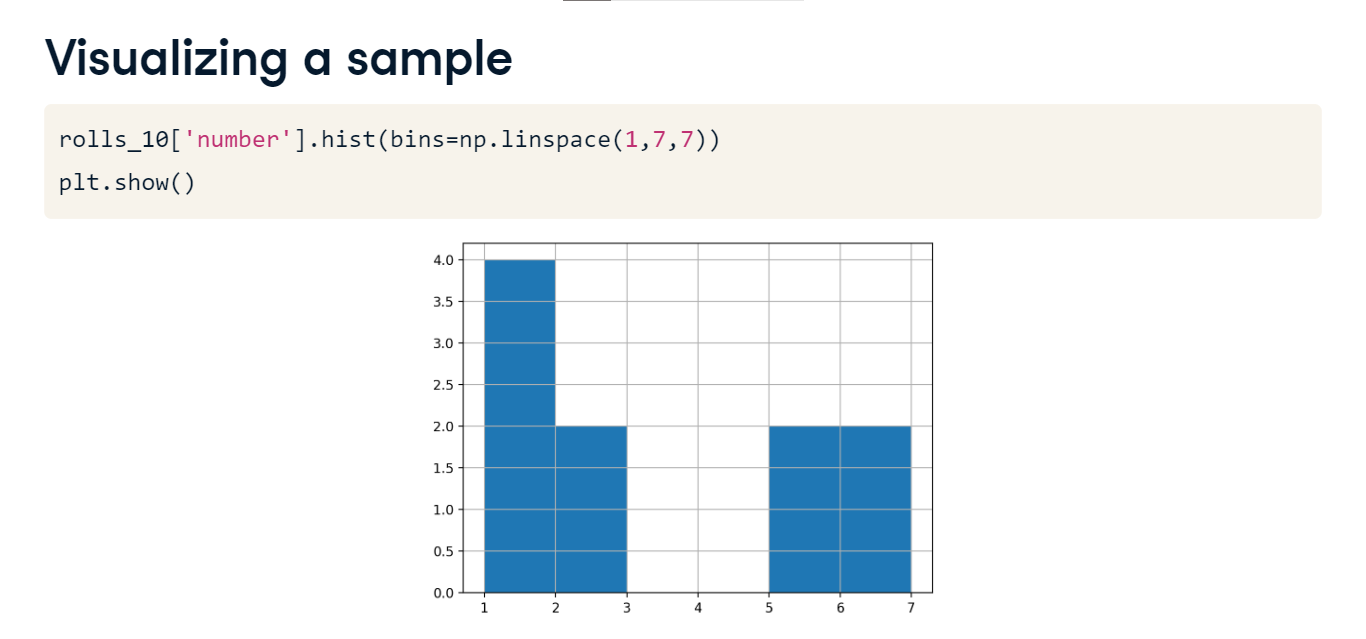 Visualizing a sample
rolls_10['number'].hist(bins=np.linspace(1,7,7))
plt.show()
4.0
3.5
3.0
2.5
2.0
1.5
1.0
0.5
0.0
1 2 3 4 5 6 7